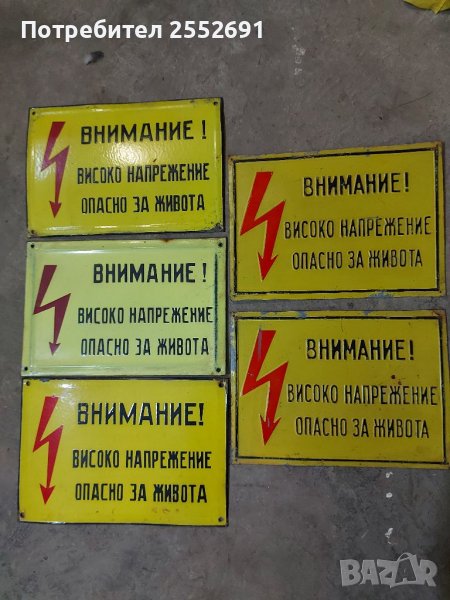 Потребител 2552691
ВНИМАНИЕ !
ВИСОКО НАПРЕЖЕНИЕ
ОПАСНО ЗА ЖИВОТА
ВНИМАНИЕ !
ВИСОКО НАПРЕЖЕНИЕ
ОПАСНО ЗА ЖИВОТА
ВНИМАНИЕ!
ВИСОКО НАПРЕЖЕНИЕ
ОПАСНО ЗА ЖИВОТА
ВНИМАНИЕ!
ВИСОКО НАПРЕЖЕНИЕ
ОПАСНО ЗА ЖИВОТА
ВНИМАНИЕ!
ВИСОКО НАПРЕЖЕНИЕ
ОПАСНО ЗА ЖИВОТА
BAZAR